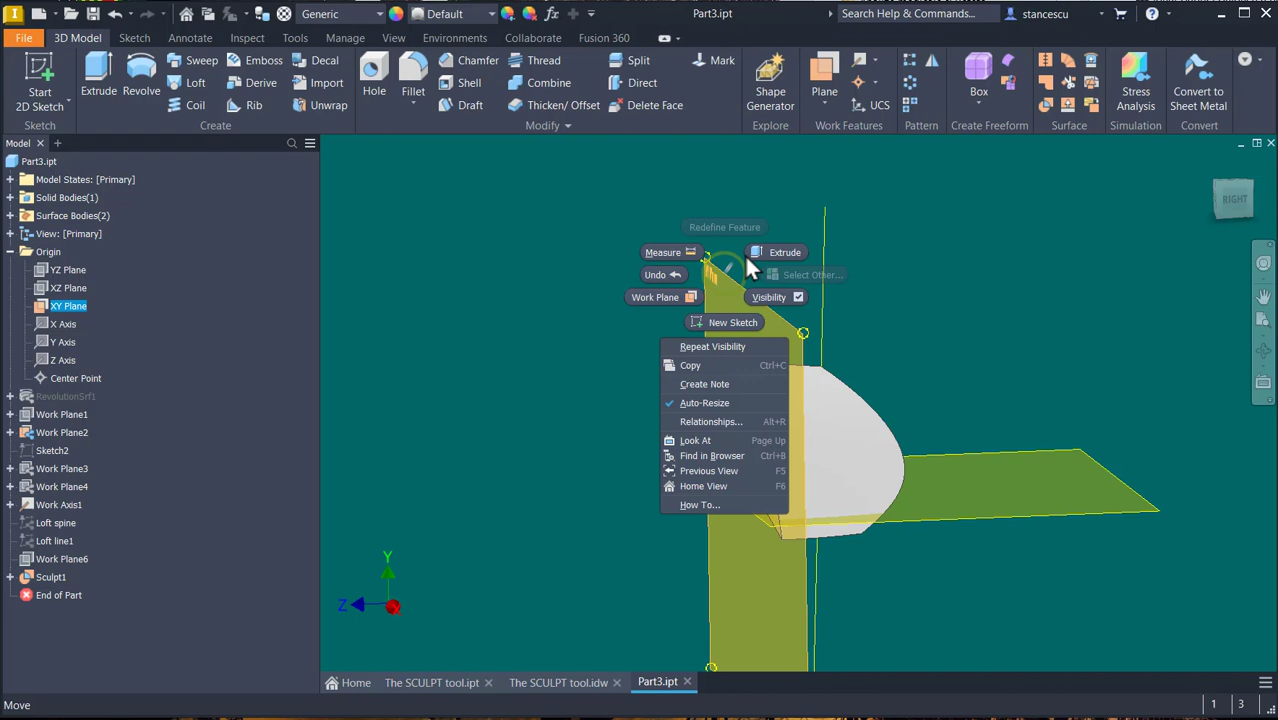 Generic
Default
fx
Part3.ipt
Search Help & Commands...
stancescu
File
3D Model
Sketch
Annotate
Inspect
Tools
Manage
View
Environments
Collaborate
Fusion 360
Start
2D Sketch
Extrude
Revolve
Sweep
Loft
Coil
Emboss
Derive
Rib
Decal
Import
Unwrap
Hole
Fillet
Chamfer
Shell
Draft
Thread
Combine
Thicken/ Offset
Split
Direct
Delete Face
Mark
Shape
Generator
Plane
UCS
Box
Stress
Analysis
Convert to
Sheet Metal
Sketch
Create
Modify
Explore
Work Features
Pattern
Create Freeform
Surface
Simulation
Convert
Model
Part3.ipt
Model States: [Primary]
Solid Bodies(1)
Surface Bodies(2)
View: [Primary]
Origin
YZ Plane
XZ Plane
XY Plane
X Axis
Y Axis
Z Axis
Center Point
RevolutionSrf1
Work Plane1
Work Plane2
Sketch2
Work Plane3
Work Plane4
Work Axis1
Loft spine
Loft line1
Work Plane6
Sculpt1
End of Part
RIGHT
Redefine Feature
Measure
Extrude
Undo
Select Other...
Work Plane
Visibility
New Sketch
Repeat Visibility
Copy Ctrl+C
Create Note
Auto-Resize
Relationships... Alt+R
Look At Page Up
Find in Browser Ctrl+B
Previous View F5
Home View F6
How To...
Y
Z
Home
The SCULPT tool.ipt
The SCULPT tool.idw
Part3.ipt
Move
1
3